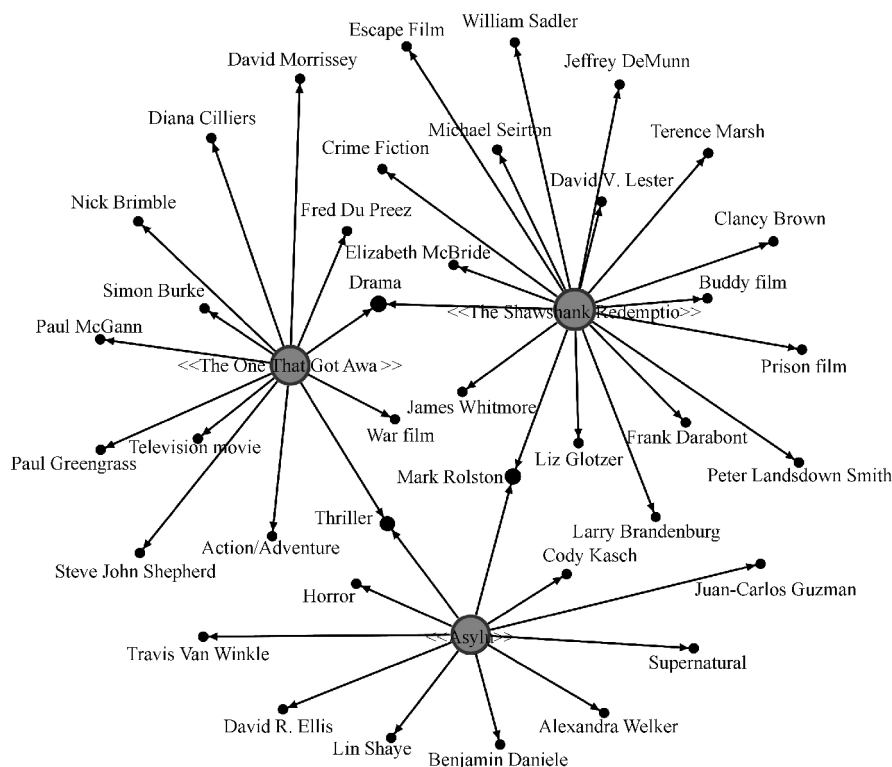 William Sadler
Escape Film
David Morrissey
Jeffrey DeMunn
Diana Cilliers
Michael Seirton
Terence Marsh
Crime Fiction
David V. Lester
Nick Brimble
Fred Du Preez
Clancy Brown
Elizabeth McBride
Drama
Buddy film
Simon Burke
<<The Shawshank Redemptio>>
Paul McGann
<<The One That Got Awa >>
Prison film
James Whitmore
War film
Frank Darabont
Television movie
Liz Glotzer
Paul Greengrass
Mark Rolston
Peter Landsdown Smith
Thriller
Larry Brandenburg
Action/Adventure
Cody Kasch
Steve John Shepherd
Horror
Juan-Carlos Guzman
<<Asylu>>
Travis Van Winkle
Supernatural
David R. Ellis
Alexandra Welker
Lin Shaye
Benjamin Daniele